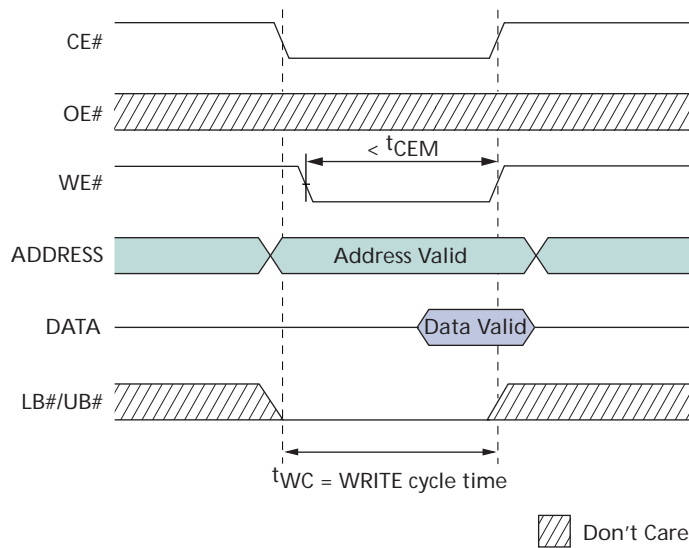 CE#
OE#
< tCEM
WE#
ADDRESS Address Valid
DATA Data Valid
LB#/UB#
tWC = WRITE cycle time
Don't Care